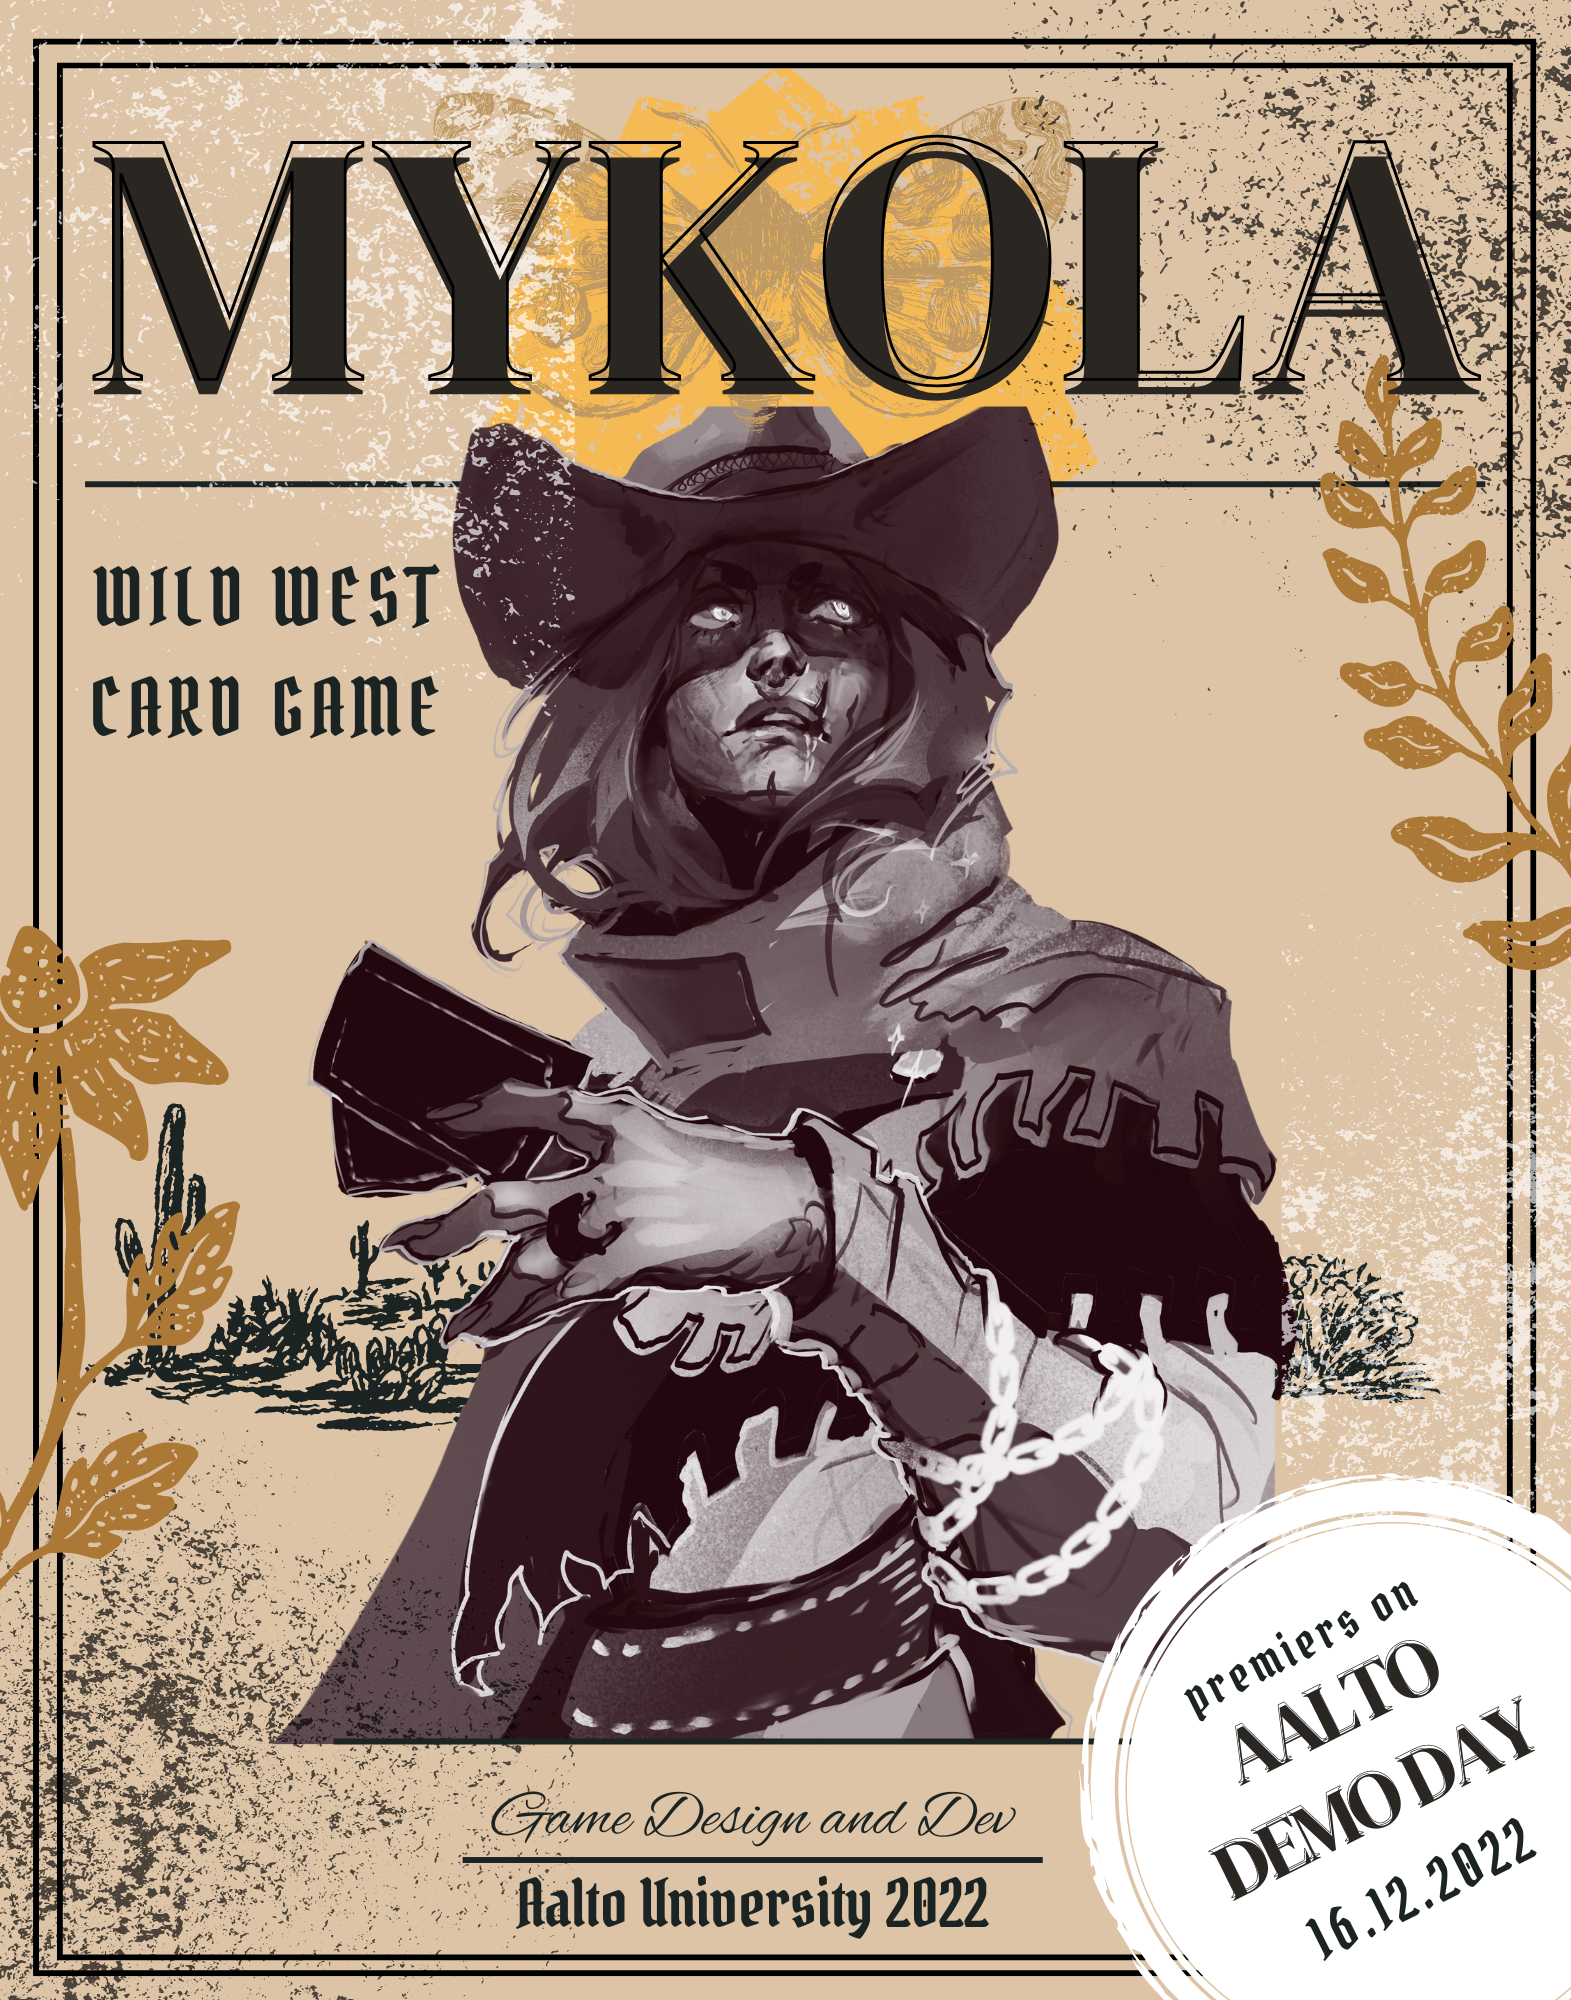 MYKOLA
WILD WEST
CARD GAME
premiers on
AALTO
DEMO DAY
16.12.2022
Game Design and Dev
Aalto University 2022